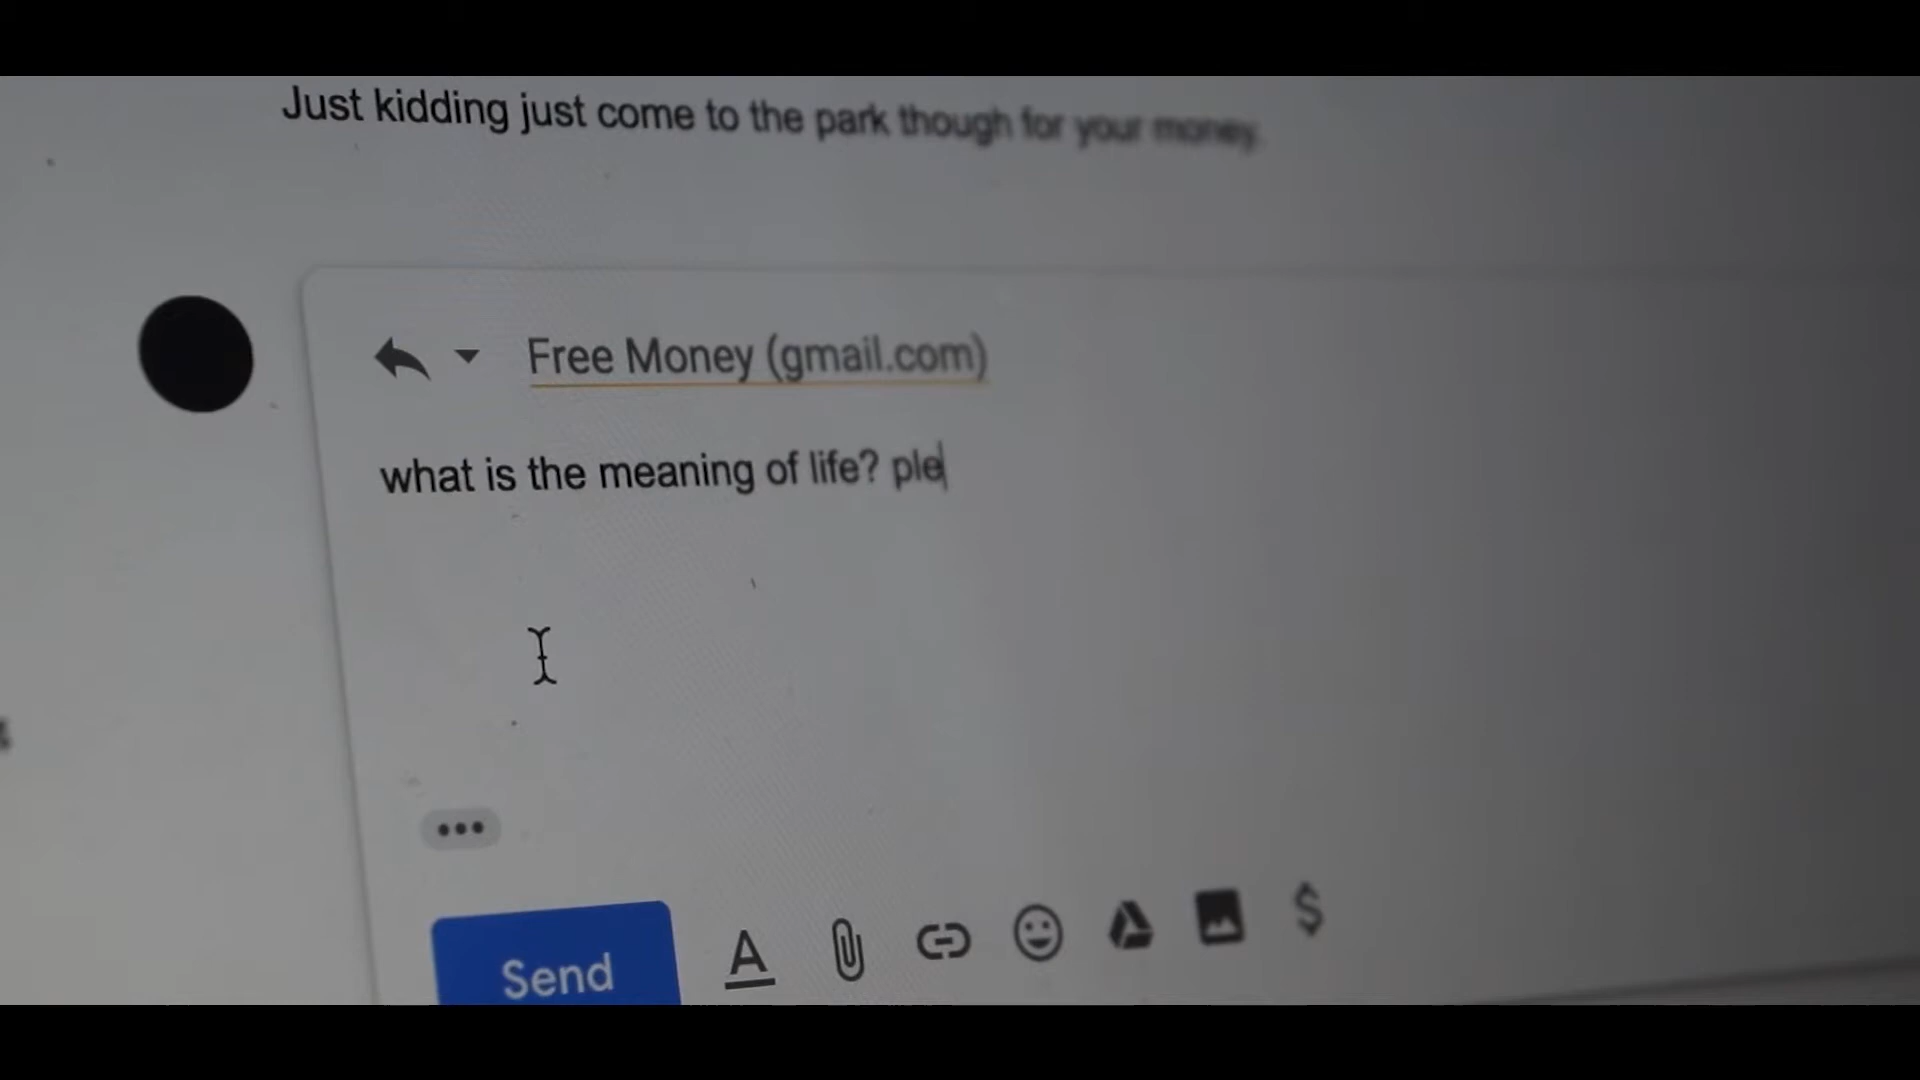 Just kidding just come to the park though for your money.
Free Money (gmail.com)
what is the meaning of life? ple
Send